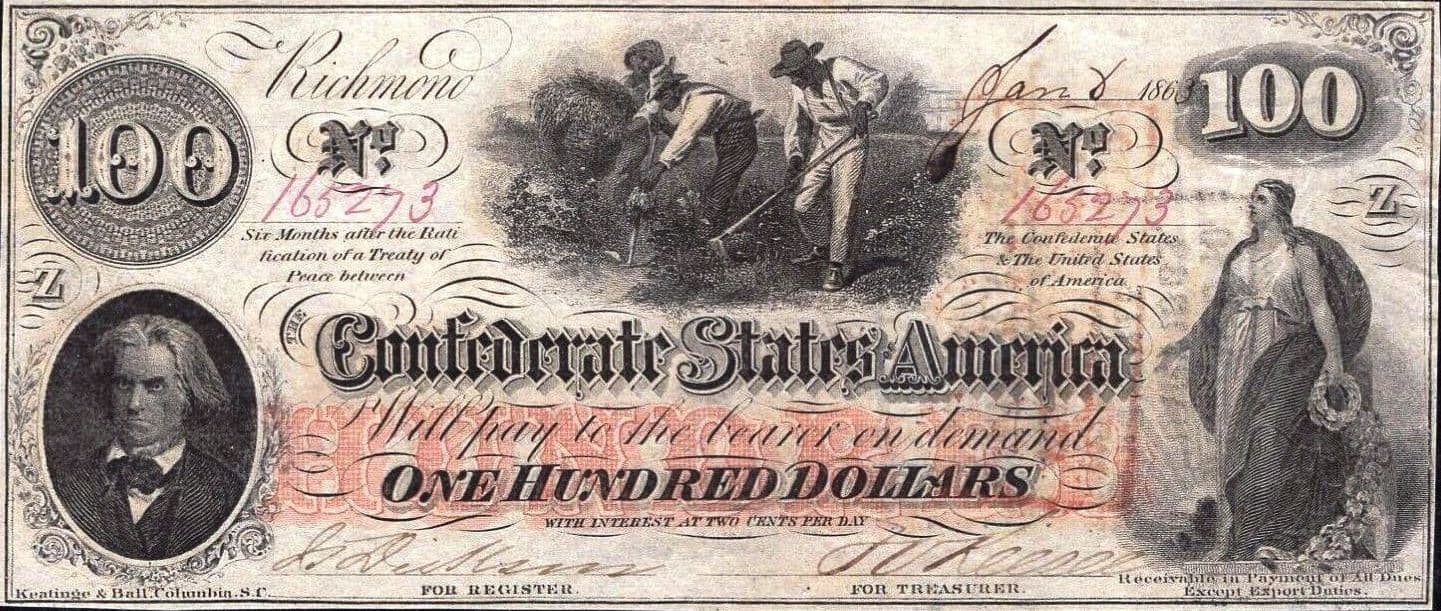 Richmond
Jan 8 1863
100
100
No.
No.
165273
165273
Six Months after the Rati
fication of a Treaty of
Peace between
The Confederate States
& The United States
of America
Z
Z
THE
Confederate States America
Will pay to the bearer on demand
HUNDRED
ONE HUNDRED DOLLARS
WITH INTEREST AT TWO CENTS PER DAY
FOR REGISTER.
FOR TREASURER.
Keatinge & Ball, Columbia, S.C.
Receivable in Payment of All Dues
Except Export Duties.